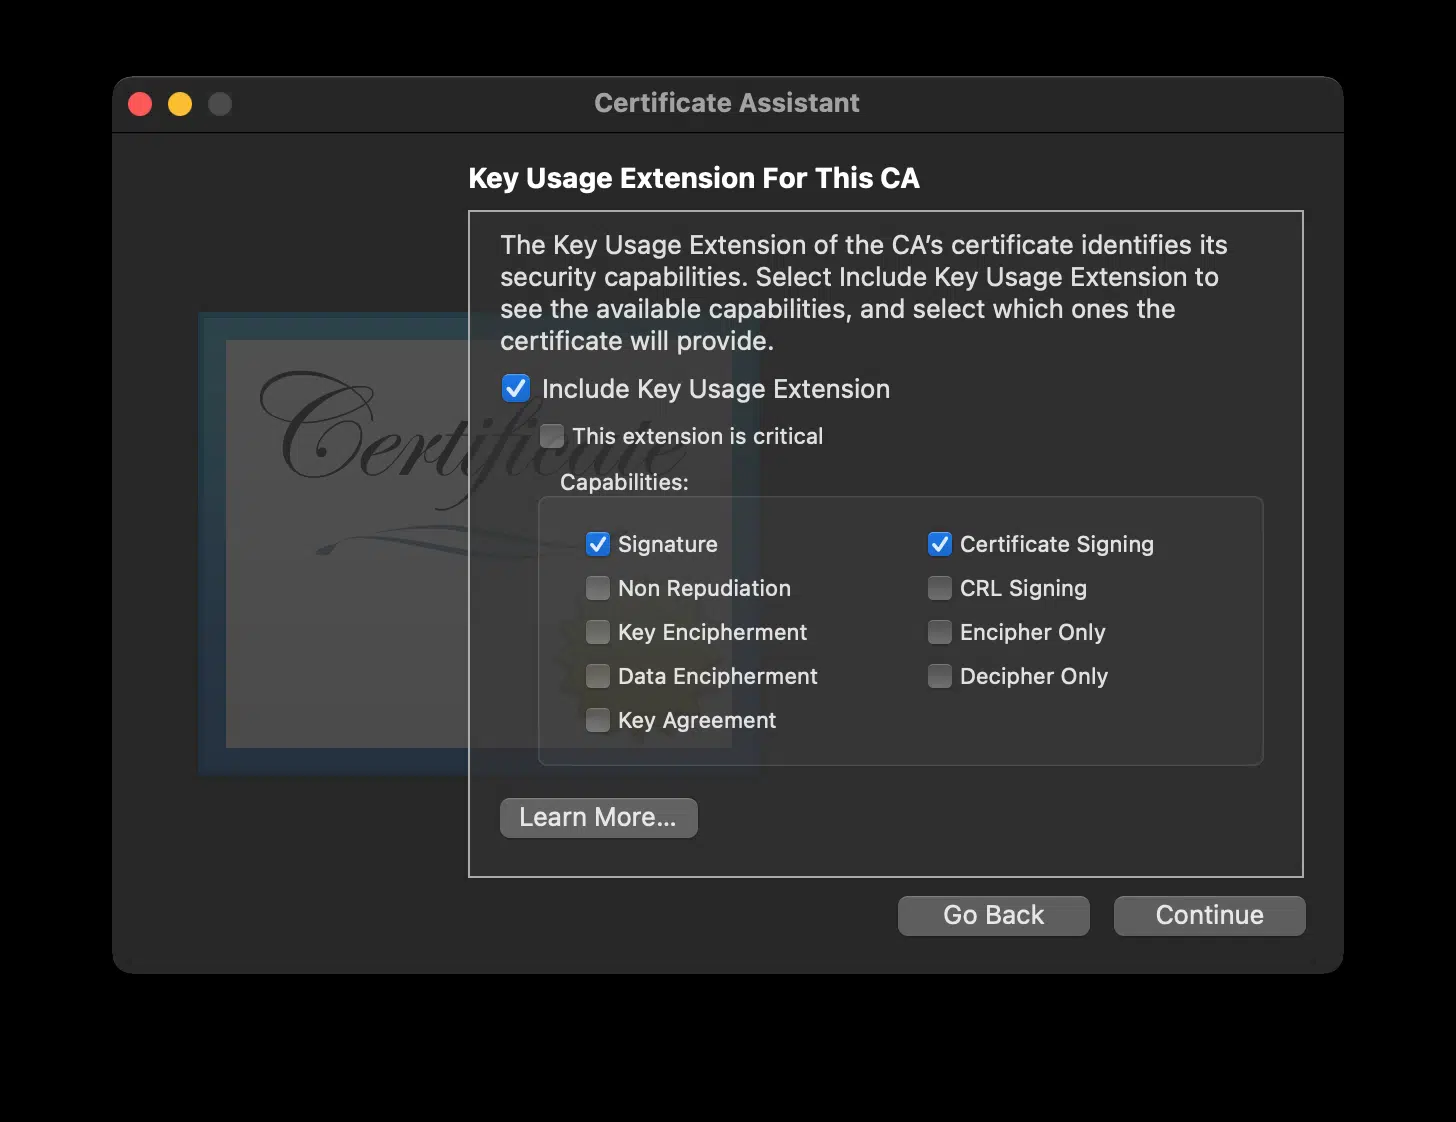 Certificate Assistant
Key Usage Extension For This CA
The Key Usage Extension of the CA’s certificate identifies its
security capabilities. Select Include Key Usage Extension to
see the available capabilities, and select which ones the
certificate will provide.
Include Key Usage Extension
This extension is critical
Certificate
Capabilities:
Signature
Non Repudiation
Key Encipherment
Data Encipherment
Key Agreement
Certificate Signing
CRL Signing
Encipher Only
Decipher Only
Learn More...
Go Back
Continue